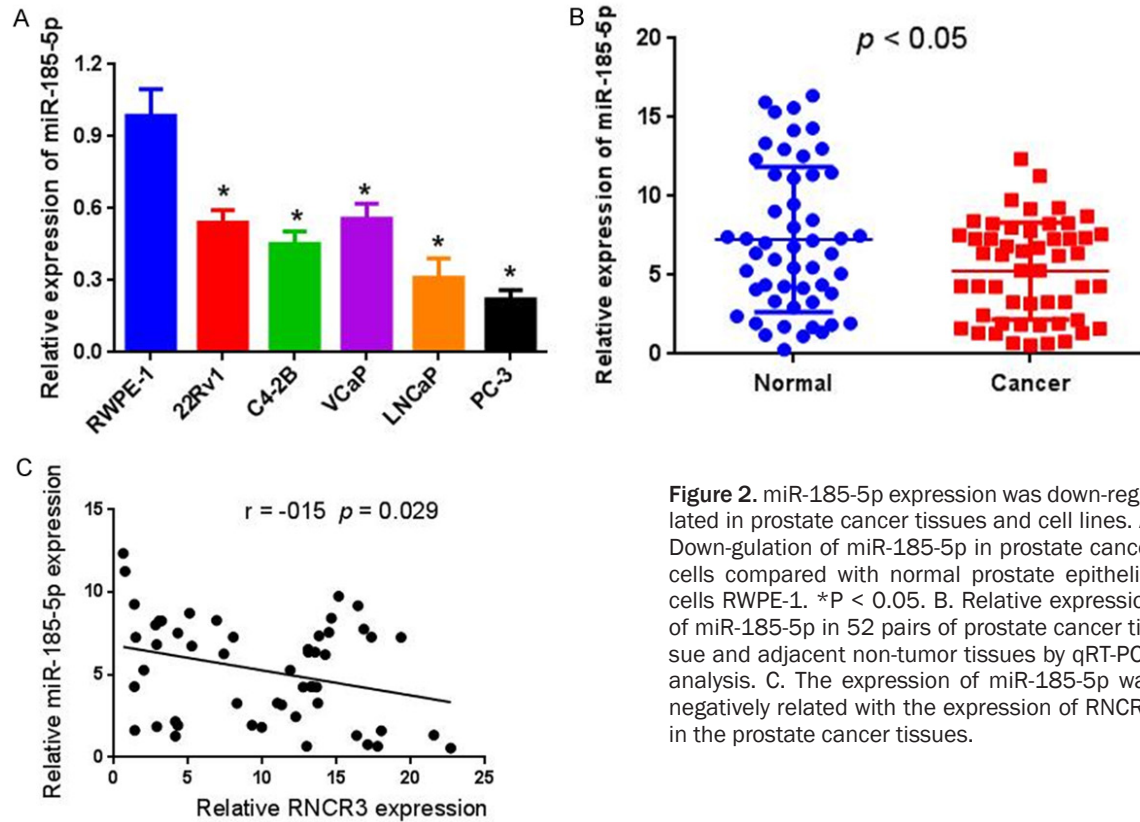 A
Relative expression of miR-185-5p
1.2
0.9
0.6
0.3
0.0
*
*
*
*
*
RWPE-1
22Rv1
C4-2B
VCaP
LNCaP
PC-3
B
Relative expression of miR-185-5p
20
15
10
5
0
p < 0.05
Normal
Cancer
C
Relative miR-185-5p expression
15
10
5
0
r = -015 p = 0.029
0
5
10
15
20
25
Relative RNCR3 expression
Figure 2. miR-185-5p expression was down-reg
lated in prostate cancer tissues and cell lines. A
Down-gulation of miR-185-5p in prostate cance
cells compared with normal prostate epitheli
cells RWPE-1. *P < 0.05. B. Relative expressio
of miR-185-5p in 52 pairs of prostate cancer ti
sue and adjacent non-tumor tissues by qRT-PC
analysis. C. The expression of miR-185-5p wa
negatively related with the expression of RNCR
in the prostate cancer tissues.